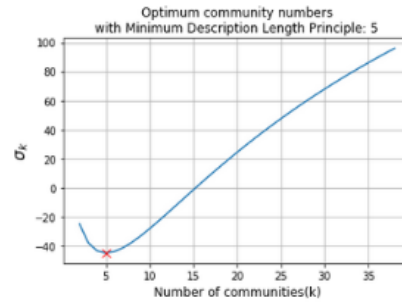 Optimum community numbers
with Minimum Description Length Principle: 5
100
80
60
40
20
0
−20
−40
σk
5 10 15 20 25 30 35
Number of communities(k)